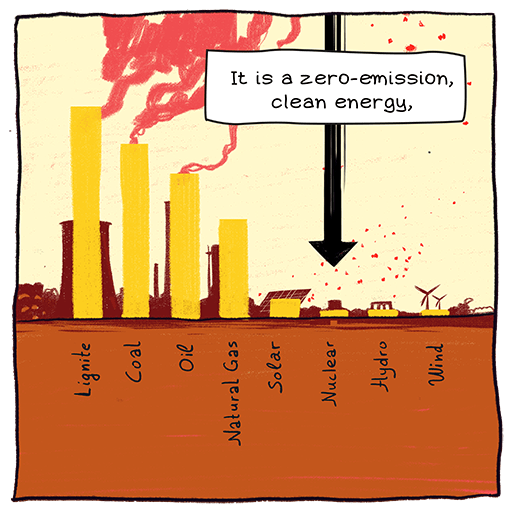 It is a zero-emission,
clean energy,
Lignite
Coal
Oil
Natural Gas
Solar
Nuclear
Hydro
Wind